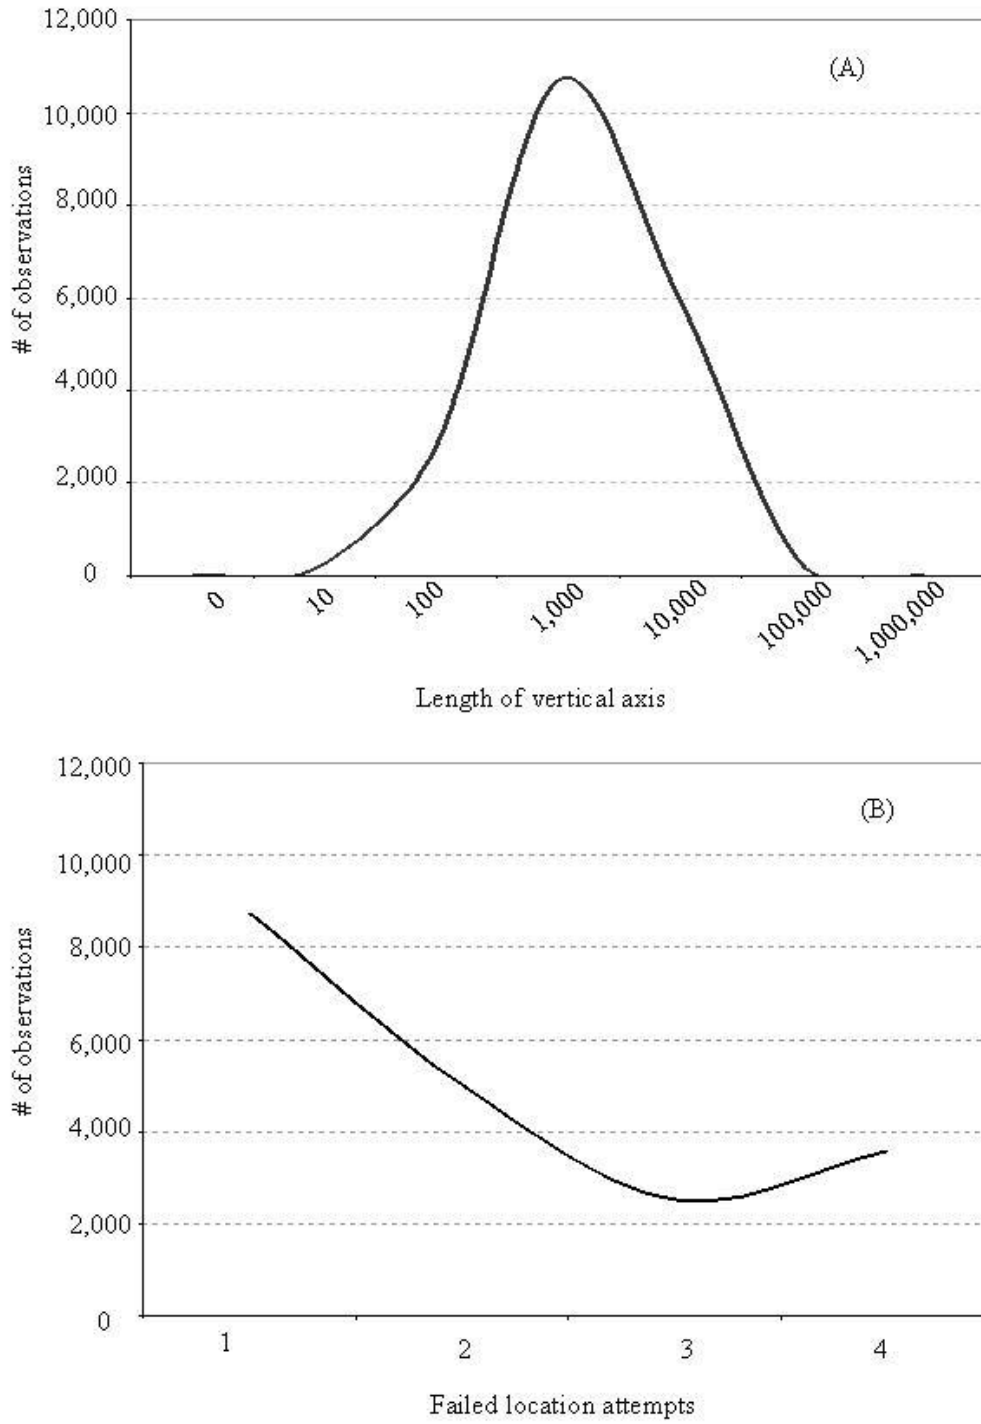 12,000
(A)
10,000
8,000
6,000
4,000
2,000
0
# of observations
0 10 100 1,000 10,000 100,000 1,000,000
Length of vertical axis
12,000
(B)
10,000
8,000
6,000
4,000
2,000
0
# of observations
1 2 3 4
Failed location attempts